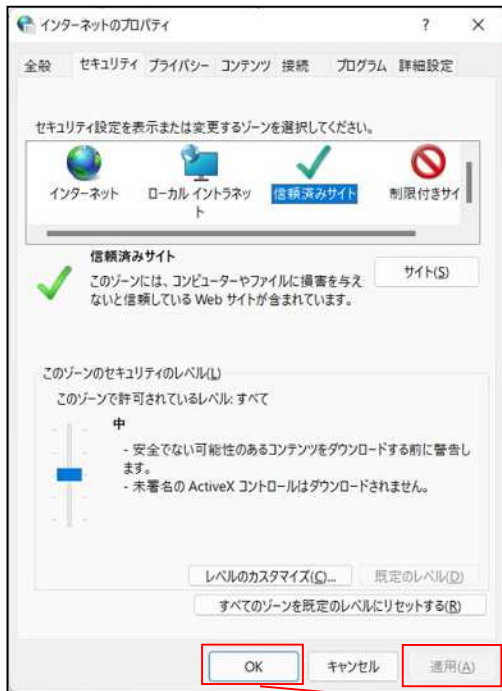 インターネットのプロパティ
?
×
全般 セキュリティ プライバシー コンテンツ 接続 プログラム 詳細設定
セキュリティ設定を表示または変更するゾーンを選択してください。
インターネット
ローカル イントラネッ
ト
信頼済みサイト
制限付きサイ
信頼済みサイト
このゾーンには、コンピューターやファイルに損害を与え
ないと信頼している Web サイトが含まれています。
サイト(S)
このゾーンのセキュリティのレベル(L)
このゾーンで許可されているレベル: すべて
中
- 安全でない可能性のあるコンテンツをダウンロードする前に警告し
ます。
- 未署名の ActiveX コントロールはダウンロードされません。
レベルのカスタマイズ(C)... 既定のレベル(D)
すべてのゾーンを既定のレベルにリセットする(R)
OK キャンセル 適用(A)